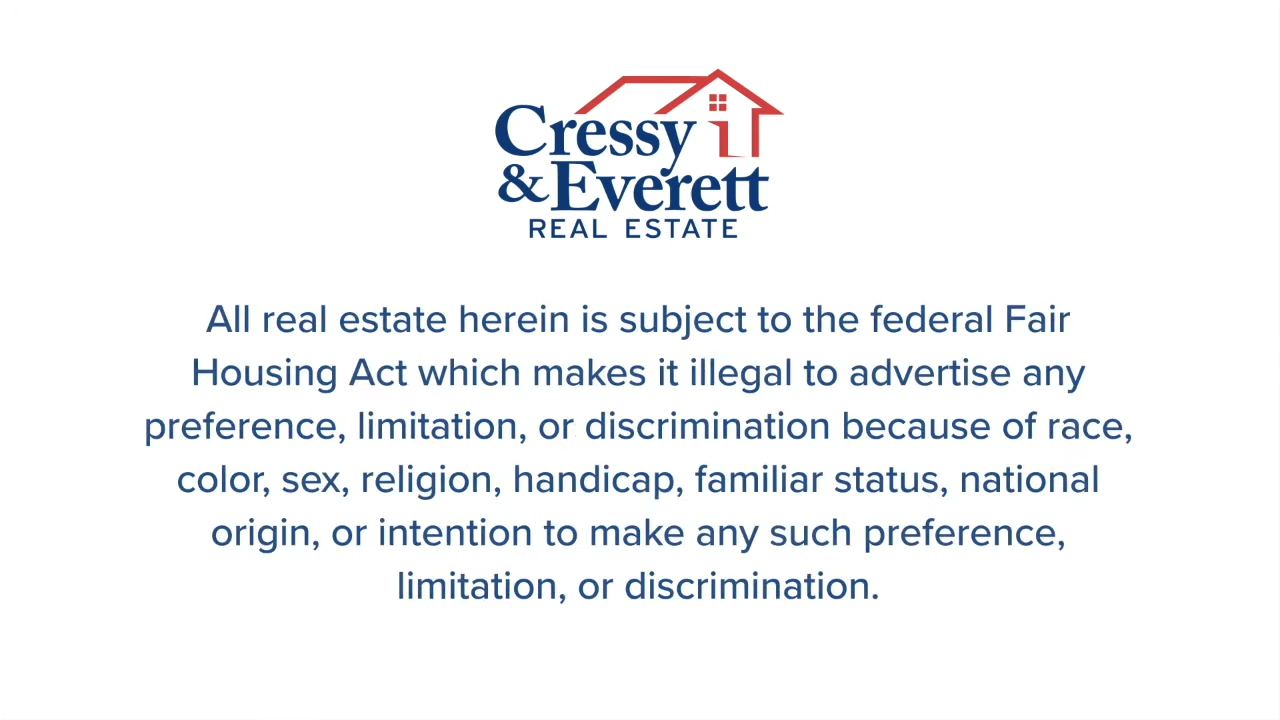 Cressy
& Everett
REAL ESTATE
All real estate herein is subject to the federal Fair
Housing Act which makes it illegal to advertise any
preference, limitation, or discrimination because of race,
color, sex, religion, handicap, familiar status, national
origin, or intention to make any such preference,
limitation, or discrimination.